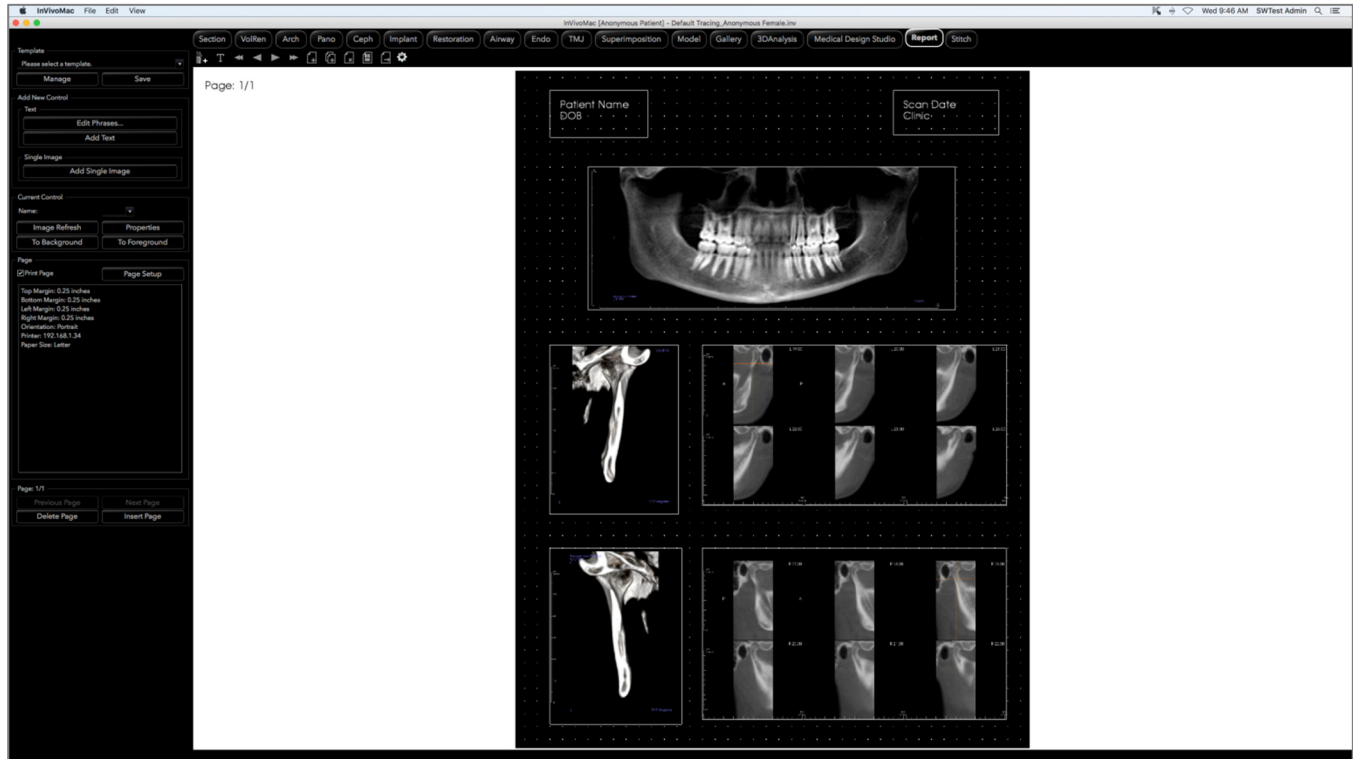 InVivoMac File Edit View
Wed 9:46 AM SWTest Admin
InVivoMac [Anonymous Patient] - Default Tracing_Anonymous Female.inv
Section VolRen Arch Pano Ceph Implant Restoration Airway Endo TMJ Superimposition Model Gallery 3DAnalysis Medical Design Studio Report Stitch
Template
Please select a template.
Manage Save
Add New Control
Text
Edit Phrases...
Add Text
Single Image
Add Single Image
Current Control
Name:
Image Refresh Properties
To Background To Foreground
Page
Print Page Page Setup
Top Margin: 0.25 inches
Bottom Margin: 0.25 inches
Left Margin: 0.25 inches
Right Margin: 0.25 inches
Orientation: Portrait
Printer: 192.168.1.34
Paper Size: Letter
Page: 1/1
Previous Page Next Page
Delete Page Insert Page
Page: 1/1
Patient Name
DOB
Scan Date
Clinic